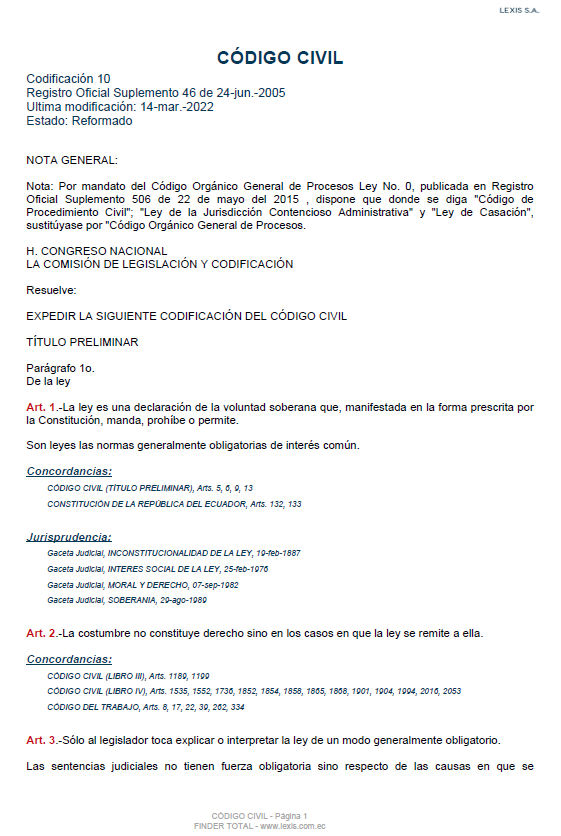 LEXIS S.A.
CÓDIGO CIVIL
Codificación 10
Registro Oficial Suplemento 46 de 24-jun.-2005
Ultima modificación: 14-mar.-2022
Estado: Reformado
NOTA GENERAL:
Nota: Por mandato del Código Orgánico General de Procesos Ley No. 0, publicada en Registro
Oficial Suplemento 506 de 22 de mayo del 2015 , dispone que donde se diga "Código de
Procedimiento Civil"; "Ley de la Jurisdicción Contencioso Administrativa" y "Ley de Casación",
sustitúyase por "Código Orgánico General de Procesos.
H. CONGRESO NACIONAL
LA COMISIÓN DE LEGISLACIÓN Y CODIFICACIÓN
Resuelve:
EXPEDIR LA SIGUIENTE CODIFICACIÓN DEL CÓDIGO CIVIL
TÍTULO PRELIMINAR
Parágrafo 1o.
De la ley
Art. 1.-La ley es una declaración de la voluntad soberana que, manifestada en la forma prescrita por
la Constitución, manda, prohíbe o permite.
Son leyes las normas generalmente obligatorias de interés común.
Concordancias:
CÓDIGO CIVIL (TÍTULO PRELIMINAR), Arts. 5, 6, 9, 13
CONSTITUCIÓN DE LA REPÚBLICA DEL ECUADOR, Arts. 132, 133
Jurisprudencia:
Gaceta Judicial, INCONSTITUCIONALIDAD DE LA LEY, 19-feb-1887
Gaceta Judicial, INTERES SOCIAL DE LA LEY, 25-feb-1976
Gaceta Judicial, MORAL Y DERECHO, 07-sep-1982
Gaceta Judicial, SOBERANIA, 29-ago-1989
Art. 2.-La costumbre no constituye derecho sino en los casos en que la ley se remite a ella.
Concordancias:
CÓDIGO CIVIL (LIBRO III), Arts. 1189, 1199
CÓDIGO CIVIL (LIBRO IV), Arts. 1535, 1552, 1736, 1852, 1854, 1858, 1865, 1868, 1901, 1904, 1994, 2016, 2053
CÓDIGO DEL TRABAJO, Arts. 8, 17, 22, 39, 262, 334
Art. 3.-Sólo al legislador toca explicar o interpretar la ley de un modo generalmente obligatorio.
Las sentencias judiciales no tienen fuerza obligatoria sino respecto de las causas en que se
CÓDIGO CIVIL - Página 1
FINDER TOTAL - www.lexis.com.ec